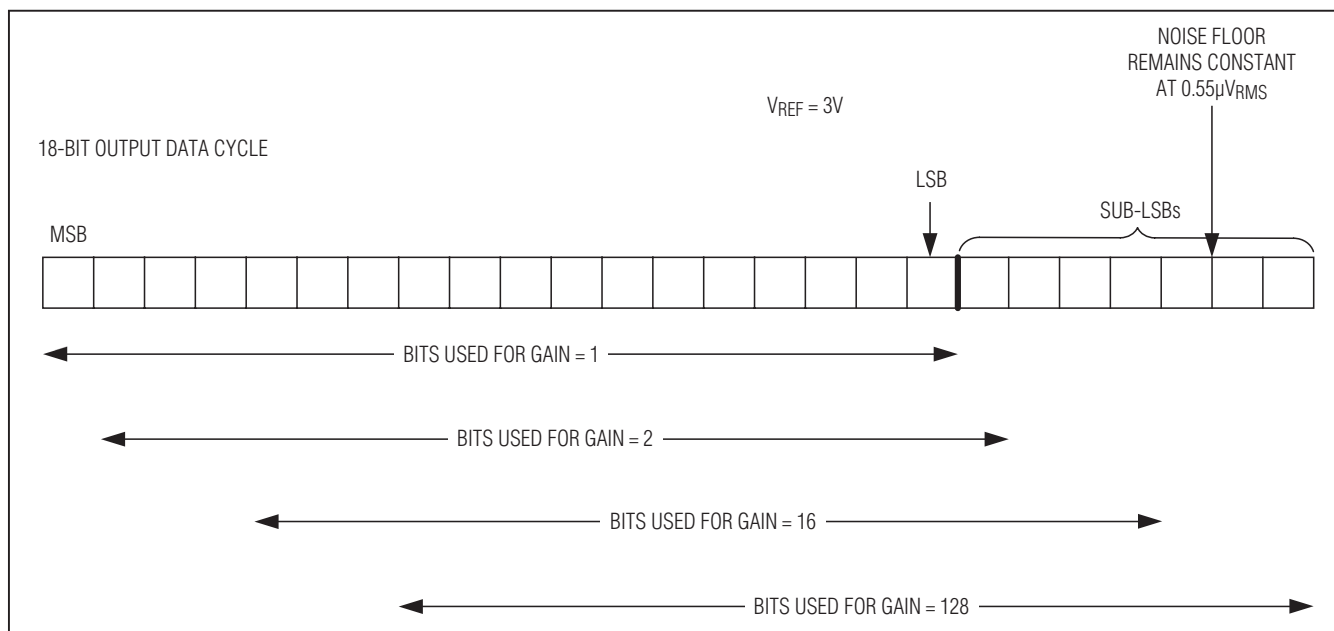 NOISE FLOOR
REMAINS CONSTANT
AT 0.55µVRMS
VREF = 3V
18-BIT OUTPUT DATA CYCLE
LSB
SUB-LSBs
MSB
BITS USED FOR GAIN = 1
BITS USED FOR GAIN = 2
BITS USED FOR GAIN = 16
BITS USED FOR GAIN = 128